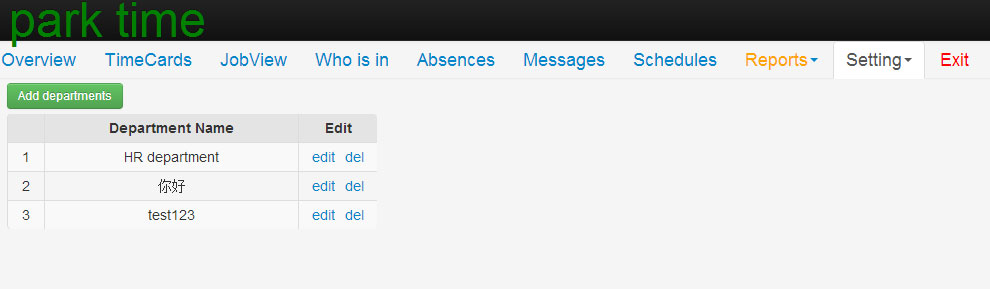 park time
Overview TimeCards JobView Who is in Absences Messages Schedules Reports Setting Exit
Add departments
Department Name Edit
1 HR department edit del
2 你好 edit del
3 test123 edit del